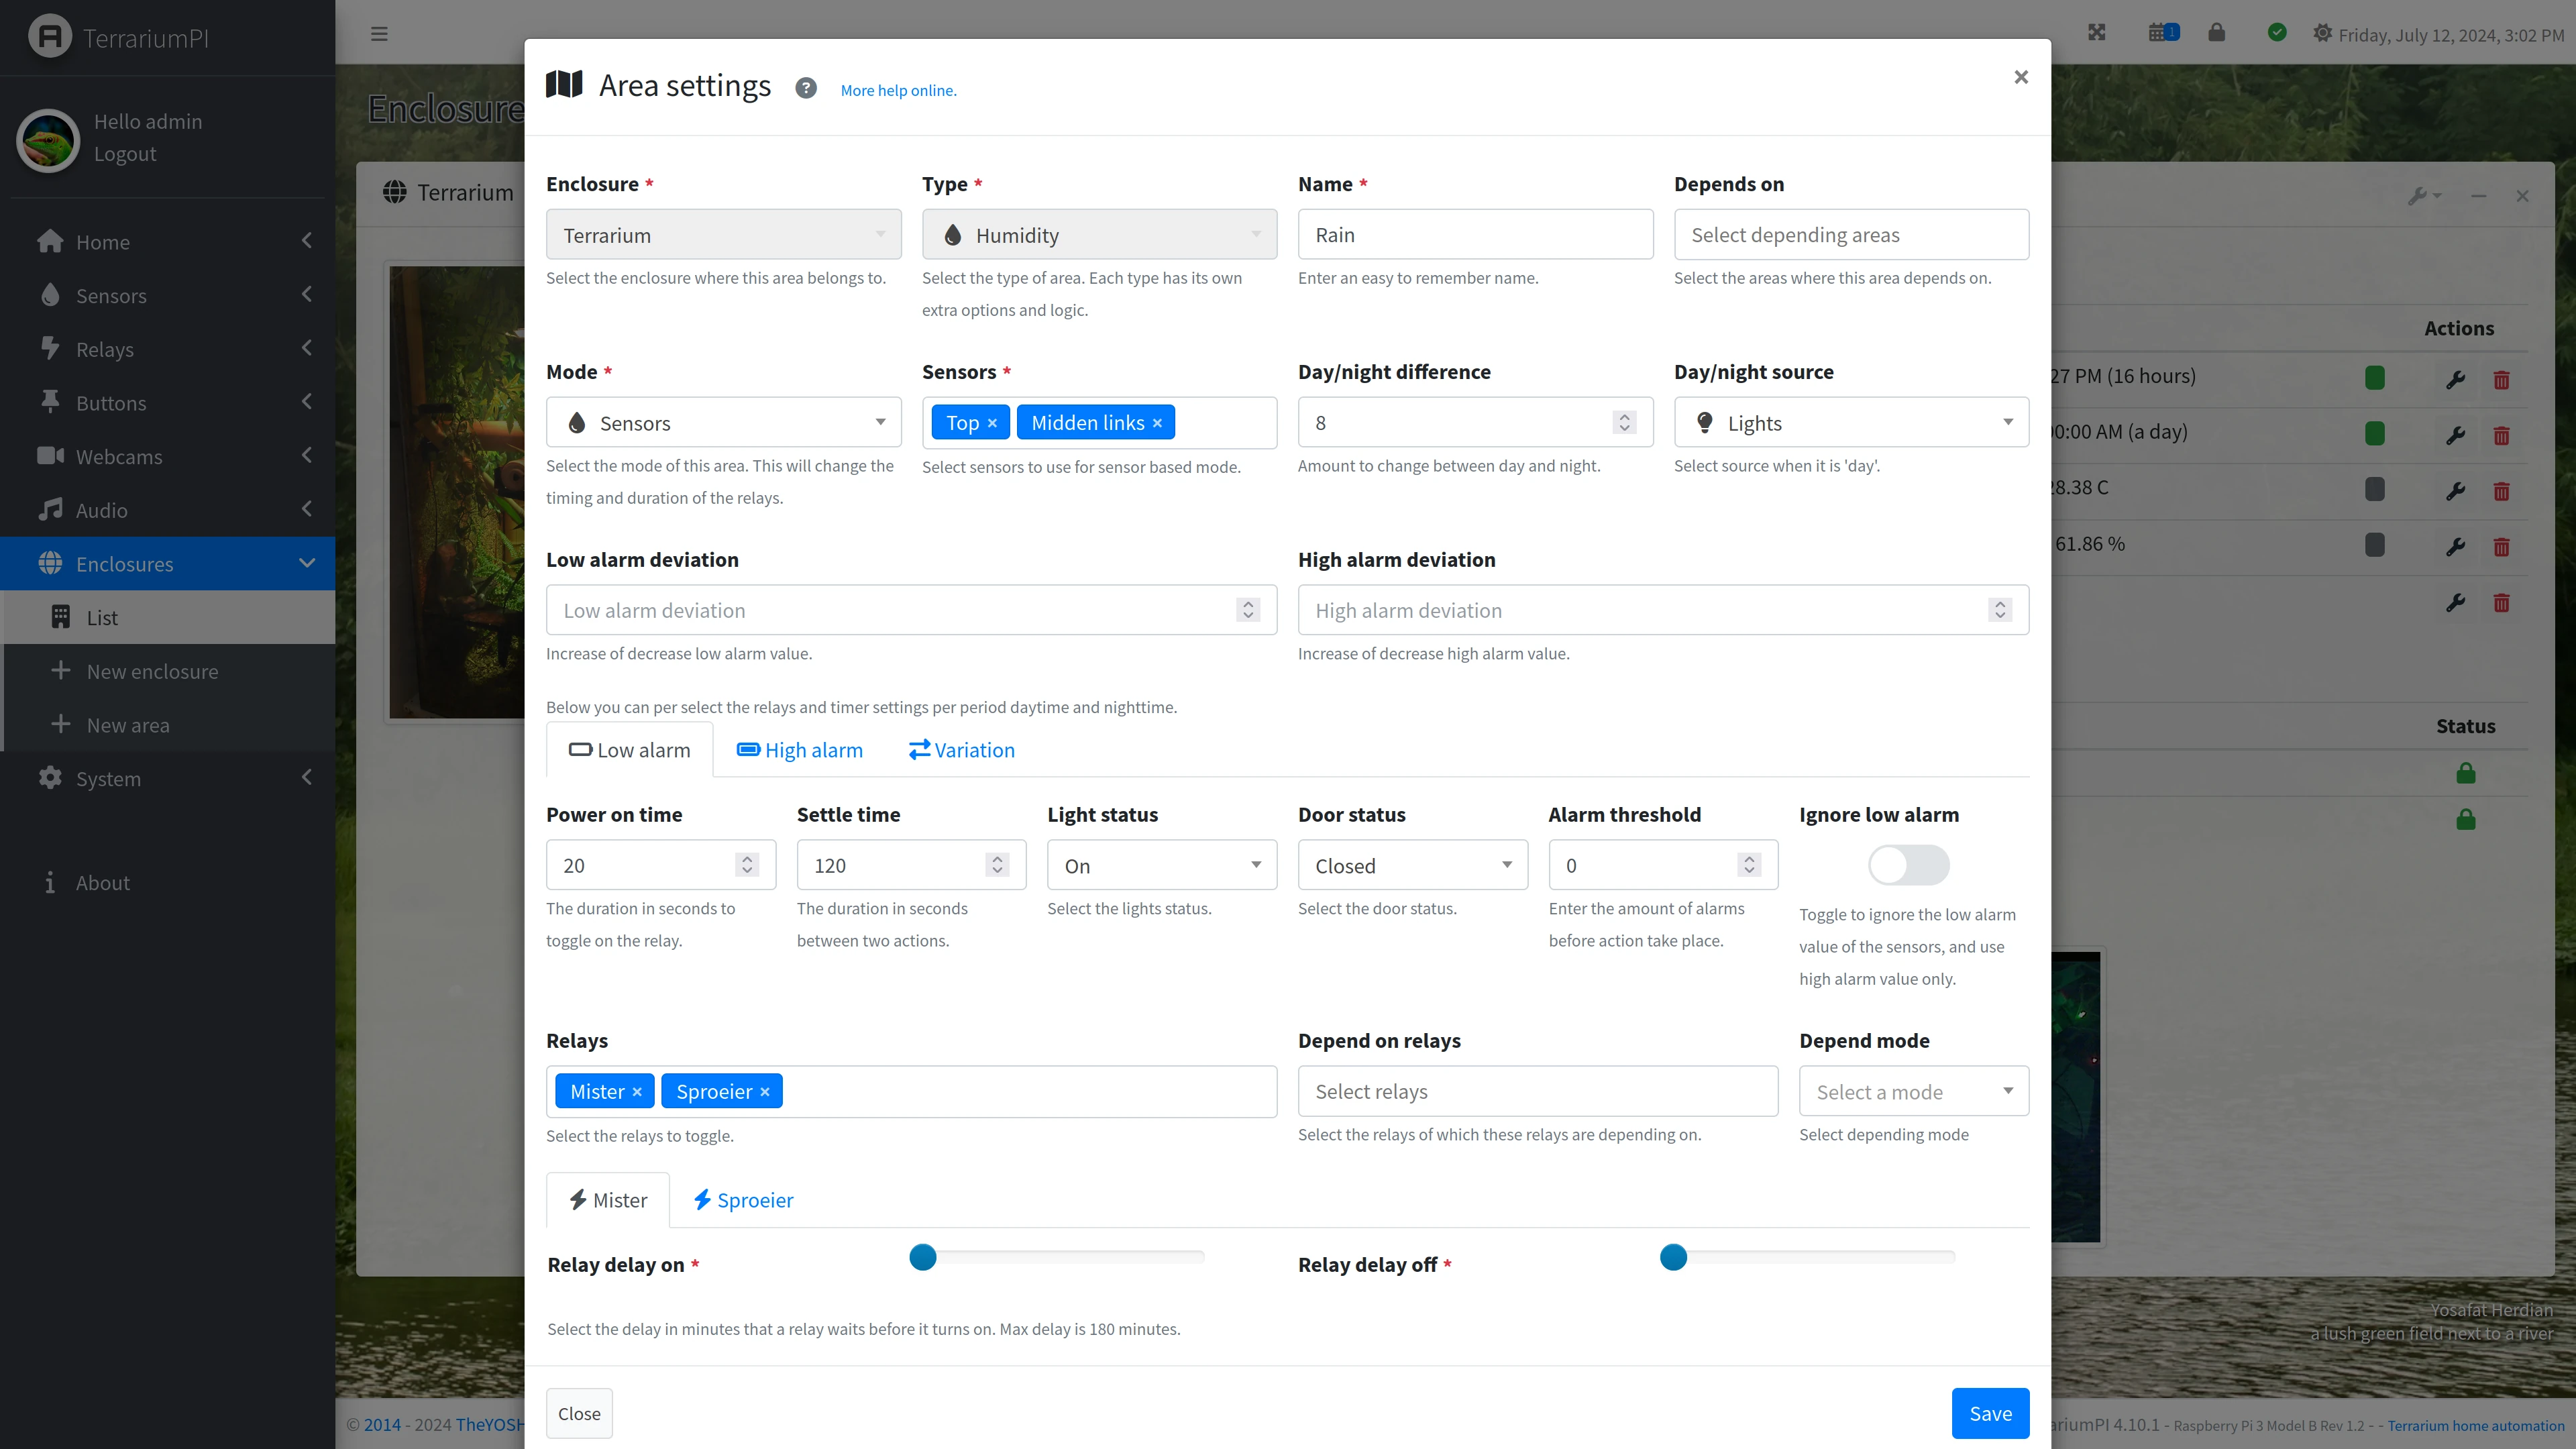 TerrariumPI
1
Friday, July 12, 2024, 3:02 PM
Hello admin
Logout
Home
Sensors
Relays
Buttons
Webcams
Audio
Enclosures
List
New enclosure
New area
System
About
Enclosure
Terrarium
Area settings
More help online.
×
Enclosure * Type * Name * Depends on
Terrarium Humidity Rain Select depending areas
Select the enclosure where this area belongs to. Select the type of area. Each type has its own Enter an easy to remember name. Select the areas where this area depends on.
extra options and logic.
Mode * Sensors * Day/night difference Day/night source
Sensors Top × Midden links × 8 Lights
Select the mode of this area. This will change the Select sensors to use for sensor based mode. Amount to change between day and night. Select source when it is 'day'.
timing and duration of the relays.
Low alarm deviation High alarm deviation
Low alarm deviation High alarm deviation
Increase of decrease low alarm value. Increase of decrease high alarm value.
Below you can per select the relays and timer settings per period daytime and nighttime.
Low alarm High alarm Variation
Power on time Settle time Light status Door status Alarm threshold Ignore low alarm
20 120 On Closed 0
The duration in seconds to The duration in seconds Select the lights status. Select the door status. Enter the amount of alarms Toggle to ignore the low alarm
toggle on the relay. between two actions. before action take place. value of the sensors, and use
high alarm value only.
Relays Depend on relays Depend mode
Mister × Sproeier × Select relays Select a mode
Select the relays to toggle. Select the relays of which these relays are depending on. Select depending mode
Mister Sproeier
Relay delay on * Relay delay off *
Select the delay in minutes that a relay waits before it turns on. Max delay is 180 minutes.
Close Save
Actions
27 PM (16 hours)
00:00 AM (a day)
28.38 C
61.86 %
Status
Yosafat Herdian
a lush green field next to a river
© 2014 - 2024 TheYOSH
ariumPI 4.10.1 - Raspberry Pi 3 Model B Rev 1.2 - - Terrarium home automation